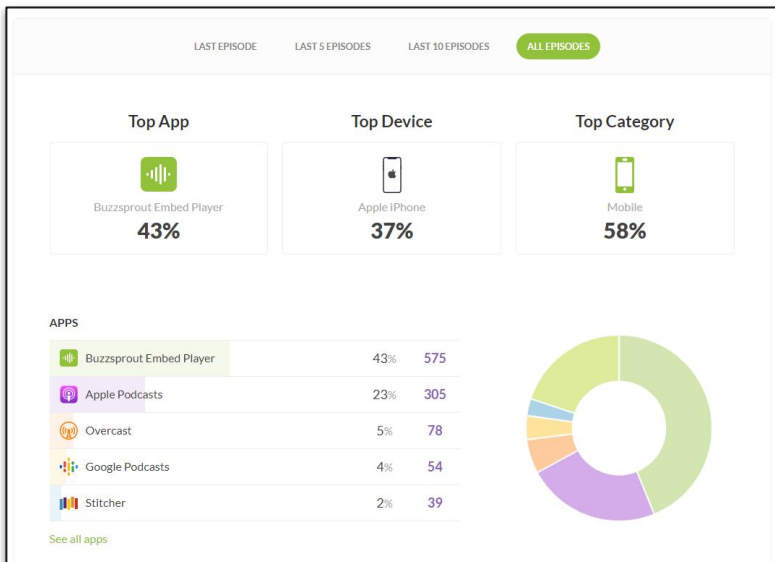 LAST EPISODE LAST 5 EPISODES LAST 10 EPISODES ALL EPISODES
Top App Top Device Top Category
Buzzsprout Embed Player Apple iPhone Mobile
43% 37% 58%
APPS
Buzzsprout Embed Player 43% 575
Apple Podcasts 23% 305
Overcast 5% 78
Google Podcasts 4% 54
Stitcher 2% 39
See all apps